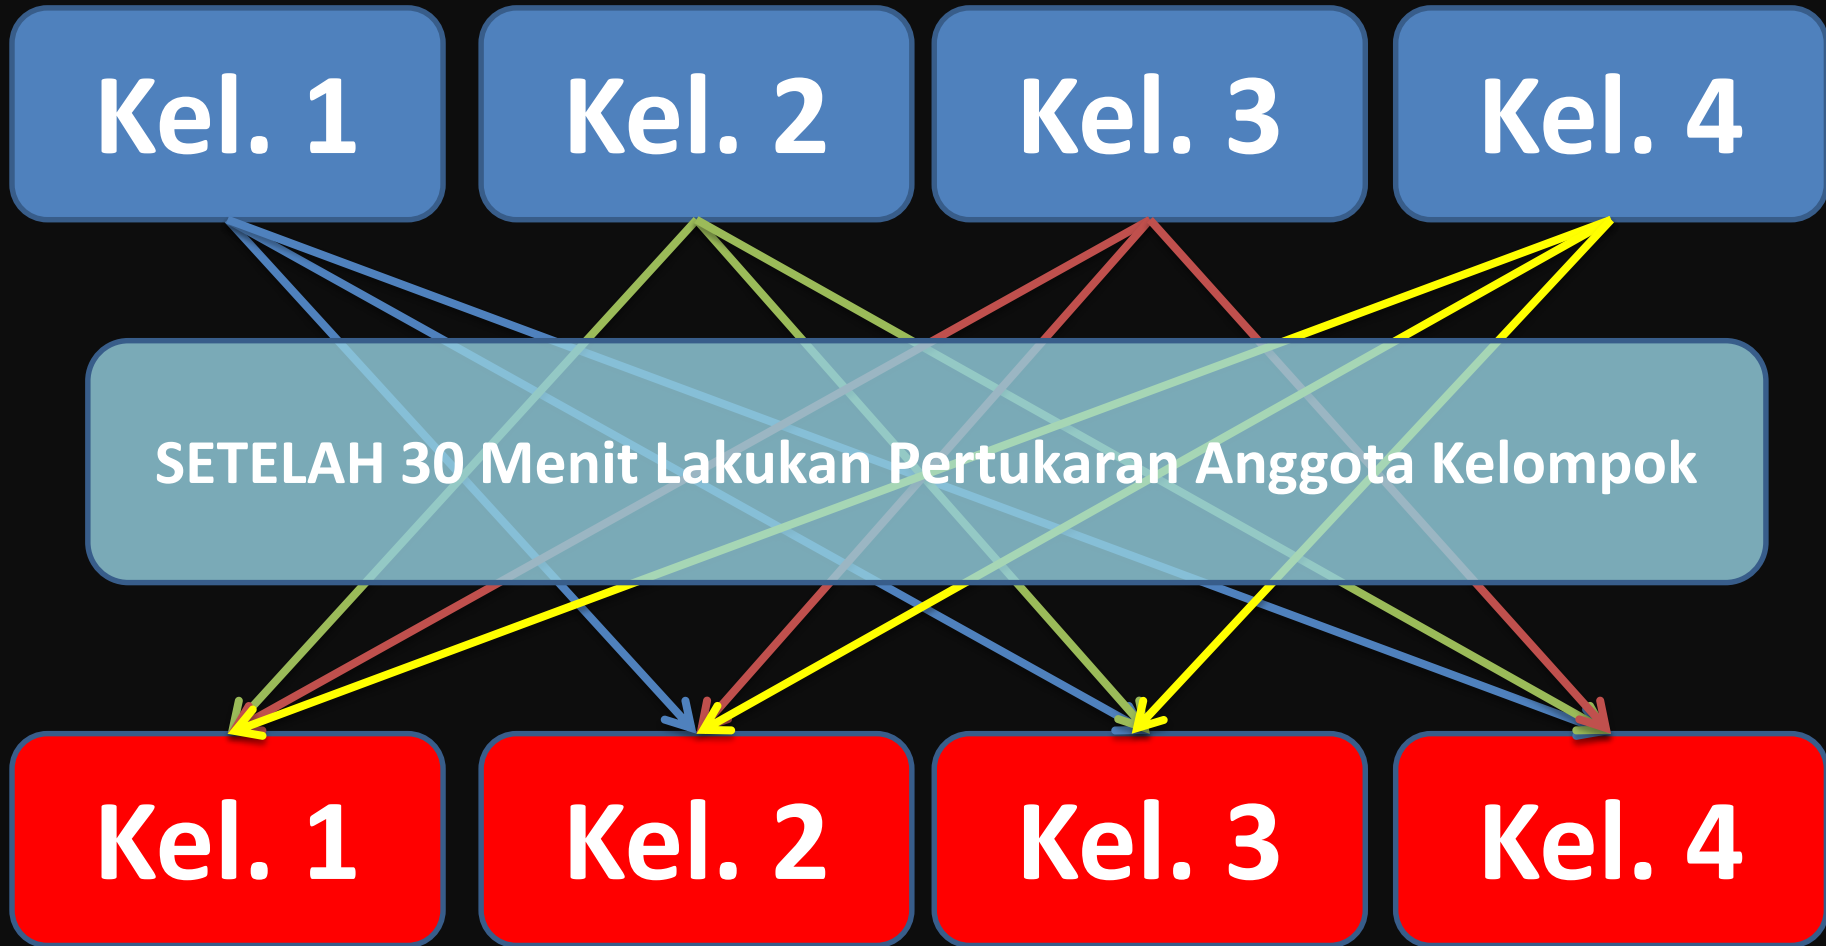 Kel. 1
Kel. 2
Kel. 3
Kel. 4
SETELAH 30 Menit Lakukan Pertukaran Anggota Kelompok
Kel. 1
Kel. 2
Kel. 3
Kel. 4